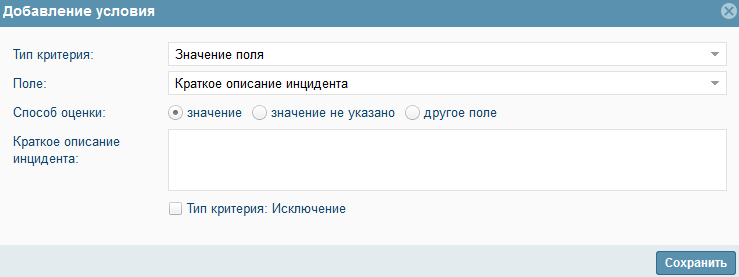 Добавление условия
Тип критерия: Значение поля
Поле: Краткое описание инцидента
Способ оценки: значение значение не указано другое поле
Краткое описание
инцидента:
Тип критерия: Исключение
Сохранить